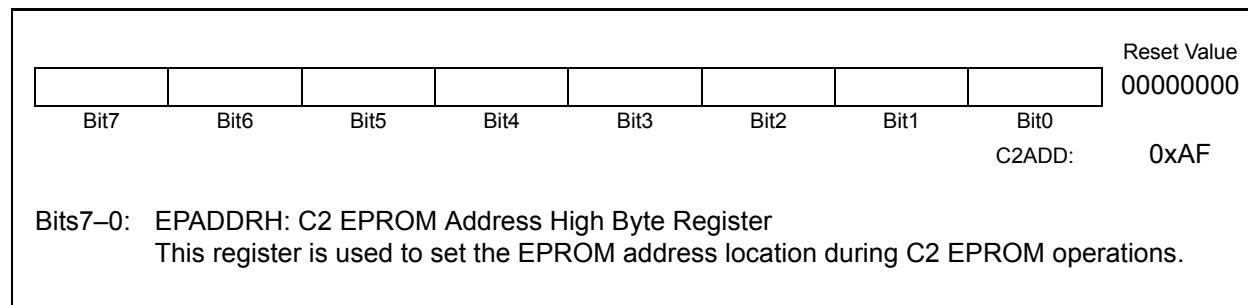 Reset Value
00000000
Bit7 Bit6 Bit5 Bit4 Bit3 Bit2 Bit1 Bit0
C2ADD: 0xAF
Bits7–0: EPADDRH: C2 EPROM Address High Byte Register
This register is used to set the EPROM address location during C2 EPROM operations.